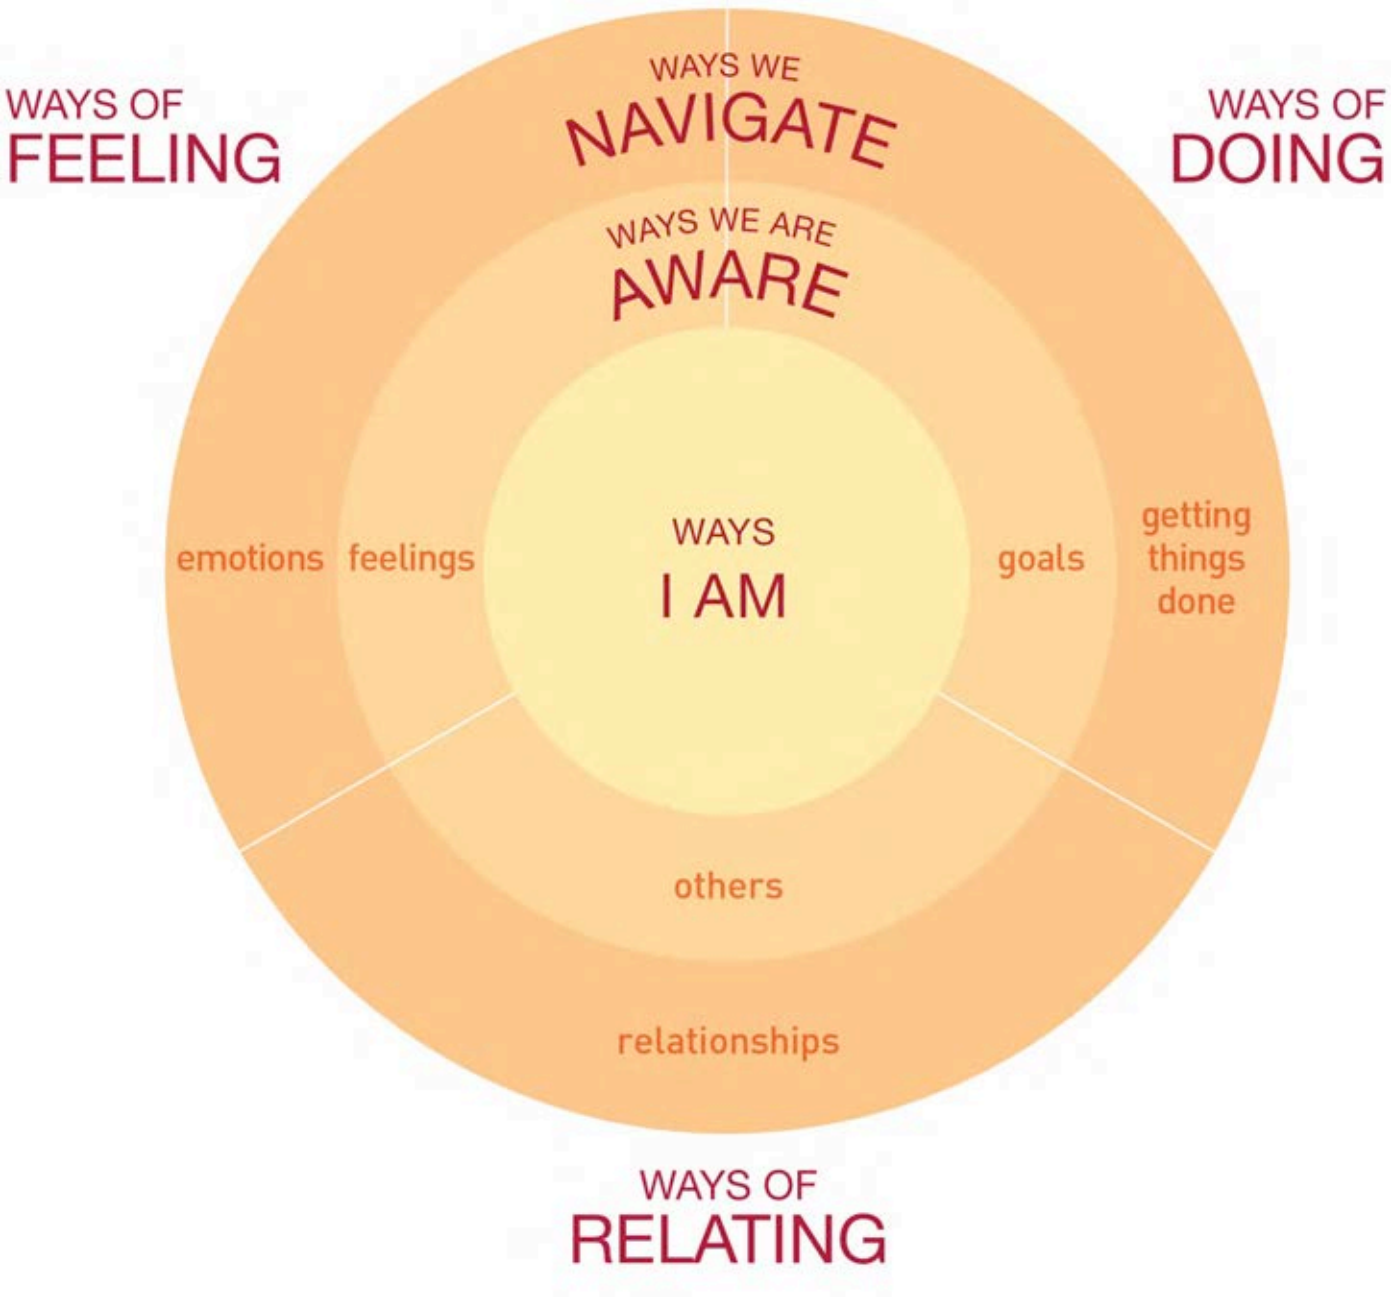 WAYS OF
FEELING
WAYS OF
DOING
WAYS WE
NAVIGATE
WAYS WE ARE
AWARE
WAYS
I AM
emotions
feelings
goals
getting
things
done
others
relationships
WAYS OF
RELATING